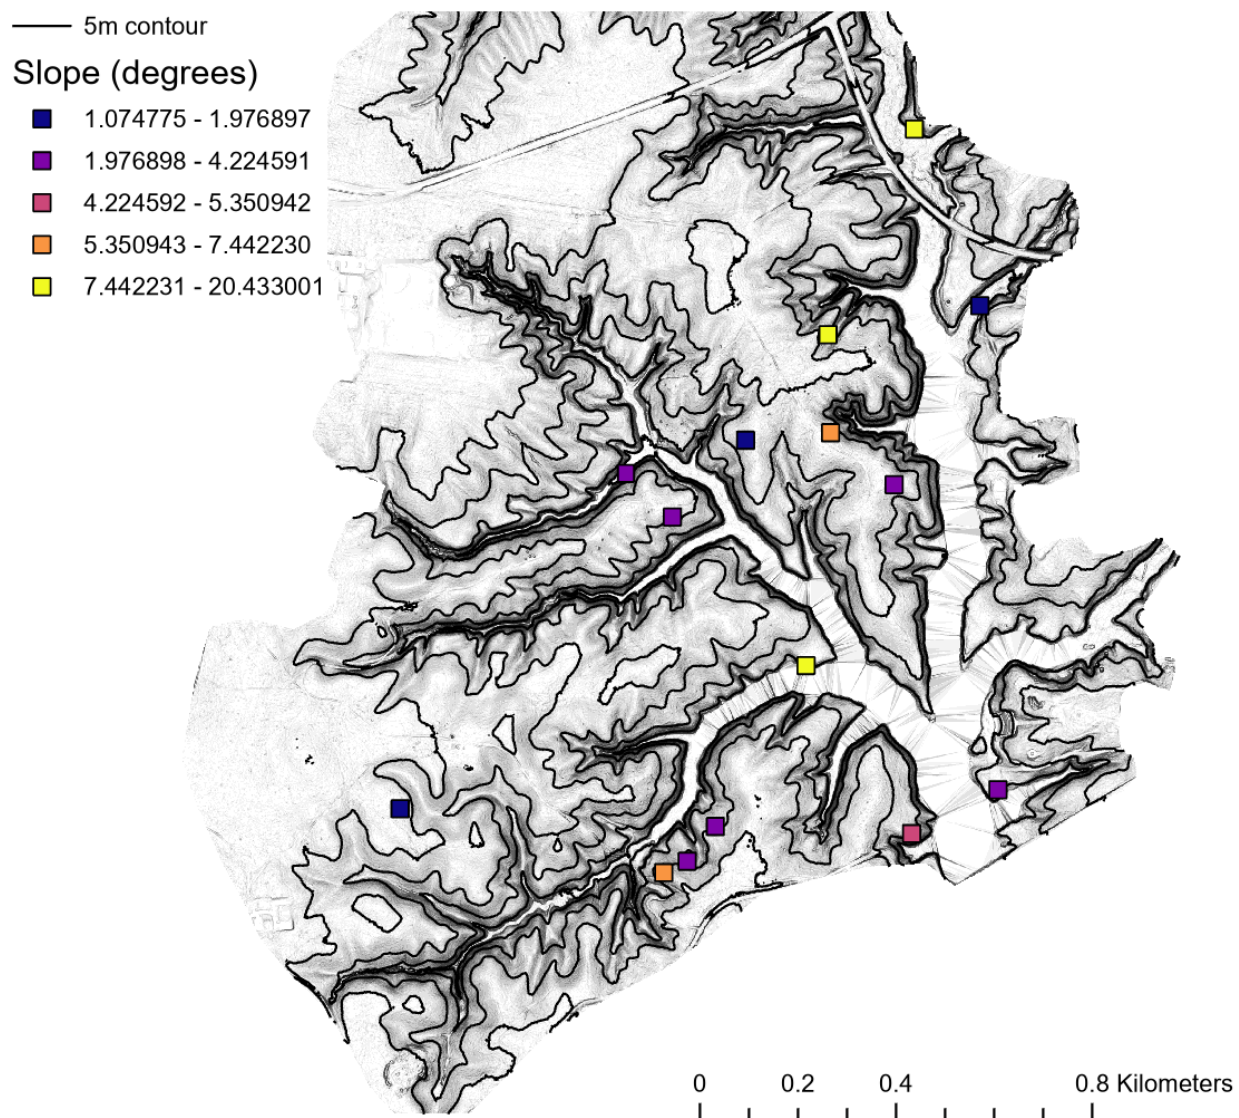 5m contour
Slope (degrees)
1.074775 - 1.976897
1.976898 - 4.224591
4.224592 - 5.350942
5.350943 - 7.442230
7.442231 - 20.433001
0 0.2 0.4 0.8 Kilometers